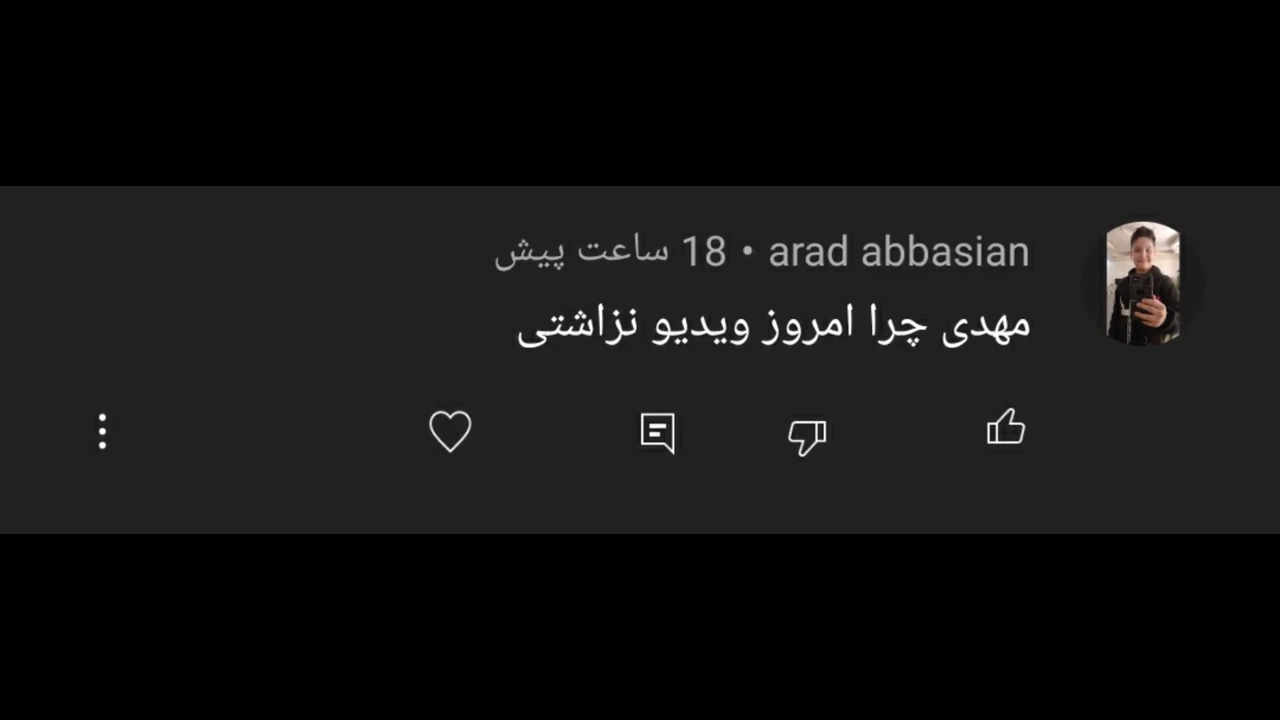 arad abbasian • 18 ساعت پیش
مهدی چرا امروز ویدیو نزاشتی